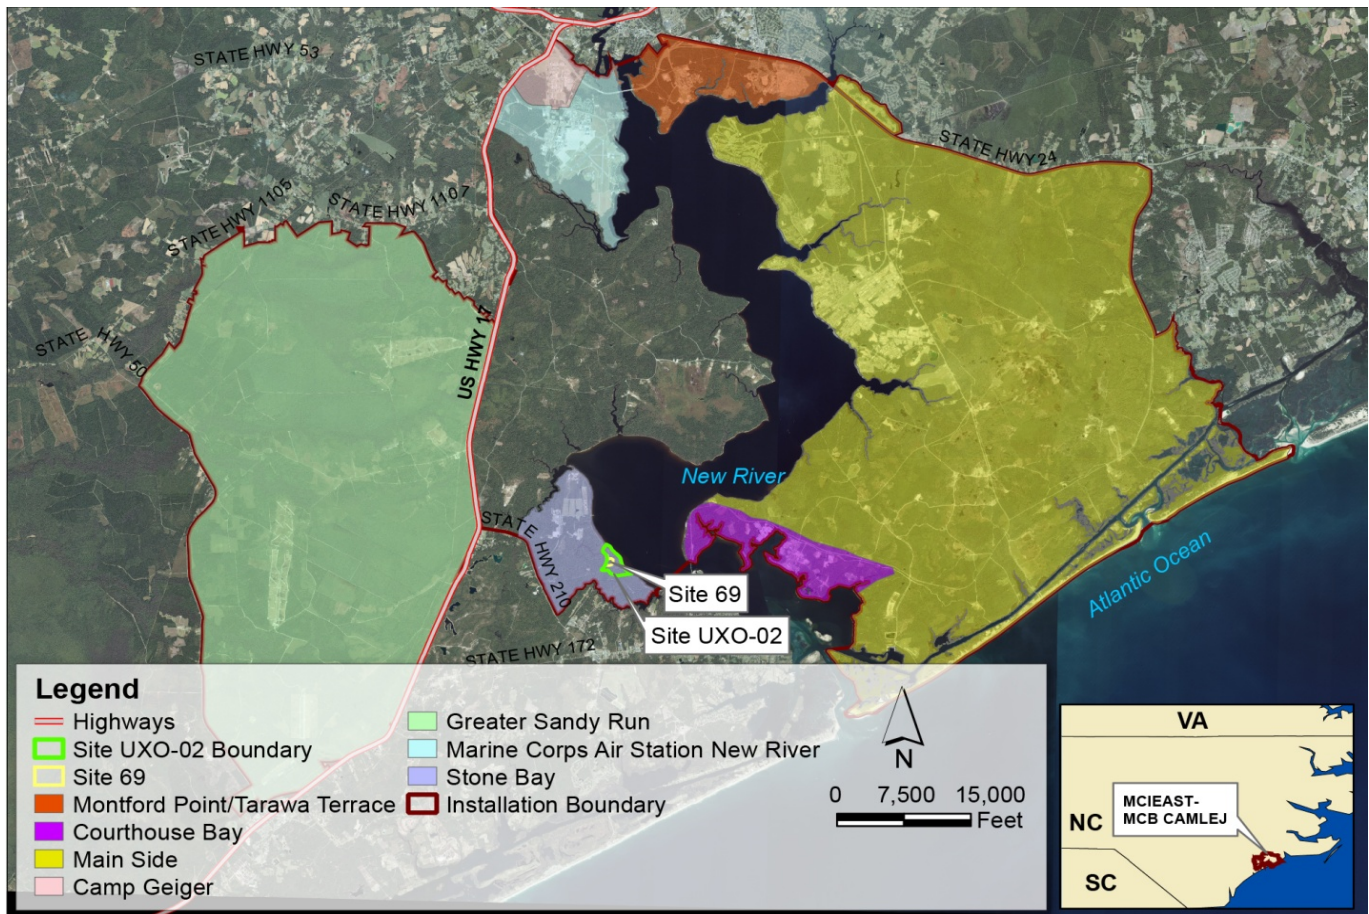 STATE HWY 53
STATE HWY 24
STATE HWY 1105
STATE HWY 1107
STATE HWY 50
US HWY 17
New River
STATE HWY 210
Site 69
Site UXO-02
STATE HWY 172
Atlantic Ocean
Legend
Highways
Site UXO-02 Boundary
Site 69
Montford Point/Tarawa Terrace
Courthouse Bay
Main Side
Camp Geiger
Greater Sandy Run
Marine Corps Air Station New River
Stone Bay
Installation Boundary
N
0 7,500 15,000
Feet
VA
MCIEAST-
MCB CAMLEJ
NC
SC